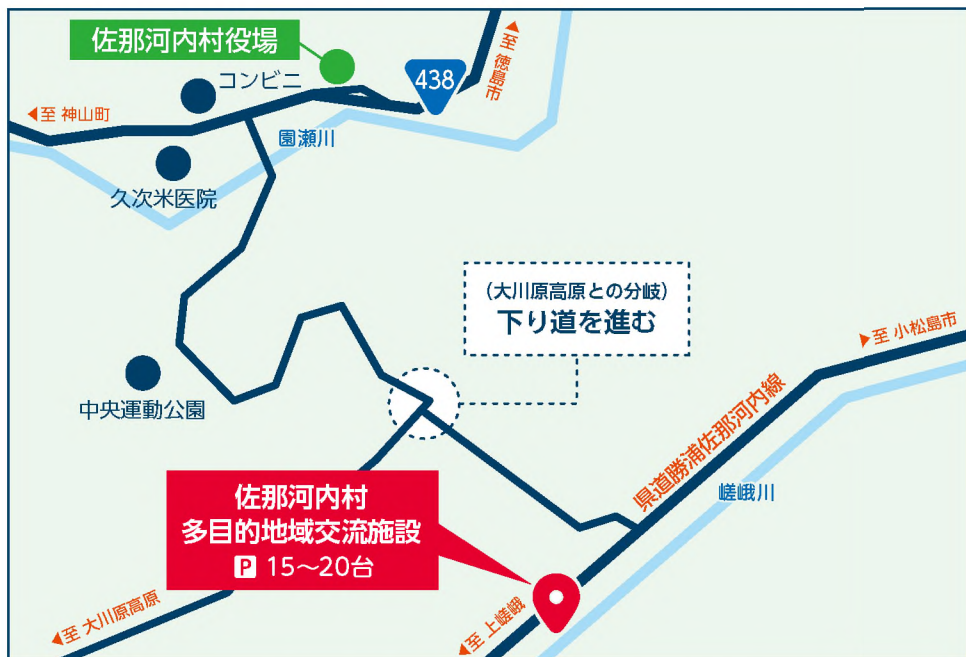 佐那河内村役場
コンビニ
438
▲至 徳島市
◀至 神山町
園瀬川
久次米医院
(大川原高原との分岐)
下り道を進む
▶至 小松島市
中央運動公園
県道勝浦佐那河内線
嵯峨川
佐那河内村
多目的地域交流施設
P 15〜20台
◀至 大川原高原
◀至 上嵯峨